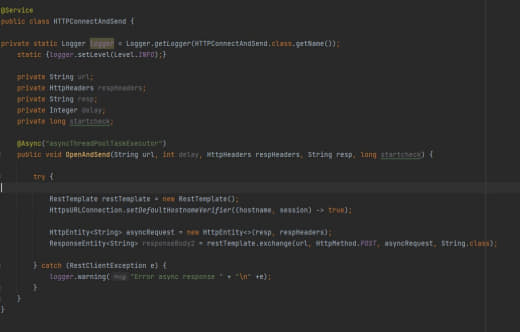 @Service
public class HTTPConnectAndSend {
private static Logger logger = Logger.getLogger(HTTPConnectAndSend.class.getName());
static {logger.setLevel(Level.INFO);}
private String url;
private HttpHeaders respHeaders;
private String resp;
private Integer delay;
private long startcheck;
@Async("asyncThreadPoolTaskExecutor")
public void OpenAndSend(String url, int delay, HttpHeaders respHeaders, String resp, long startcheck) {
try {
RestTemplate restTemplate = new RestTemplate();
HttpsURLConnection.setDefaultHostnameVerifier((hostname, session) -> true);
HttpEntity<String> asyncRequest = new HttpEntity<>(resp, respHeaders);
ResponseEntity<String> responseBody2 = restTemplate.exchange(url, HttpMethod.POST, asyncRequest, String.class);
} catch (RestClientException e) {
logger.warning( msg: "Error async response " + "\n" +e);
}
}
}